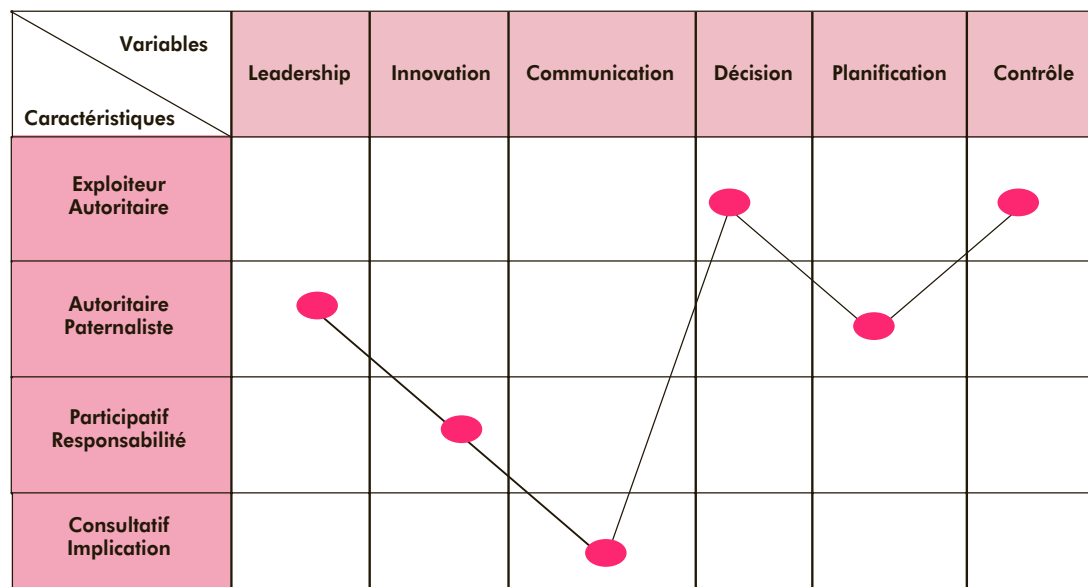 Variables
Caractéristiques
Leadership
Innovation
Communication
Décision
Planification
Contrôle
Exploiteur
Autoritaire
Autoritaire
Paternaliste
Participatif
Responsabilité
Consultatif
Implication